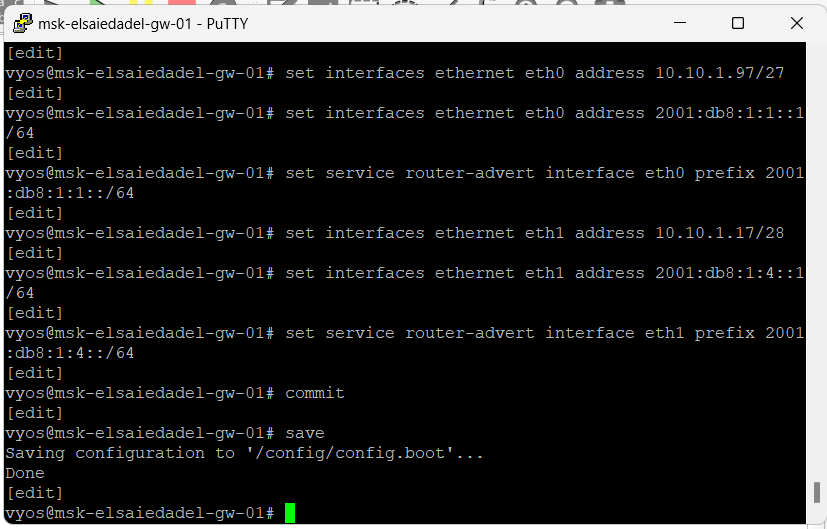 msk-elsaiedadel-gw-01 - PuTTY
[edit]
vyos@msk-elsaiedadel-gw-01# set interfaces ethernet eth0 address 10.10.1.97/27
[edit]
vyos@msk-elsaiedadel-gw-01# set interfaces ethernet eth0 address 2001:db8:1:1::1
/64
[edit]
vyos@msk-elsaiedadel-gw-01# set service router-advert interface eth0 prefix 2001
:db8:1:1::/64
[edit]
vyos@msk-elsaiedadel-gw-01# set interfaces ethernet eth1 address 10.10.1.17/28
[edit]
vyos@msk-elsaiedadel-gw-01# set interfaces ethernet eth1 address 2001:db8:1:4::1
/64
[edit]
vyos@msk-elsaiedadel-gw-01# set service router-advert interface eth1 prefix 2001
:db8:1:4::/64
[edit]
vyos@msk-elsaiedadel-gw-01# commit
[edit]
vyos@msk-elsaiedadel-gw-01# save
Saving configuration to '/config/config.boot'...
Done
[edit]
vyos@msk-elsaiedadel-gw-01#